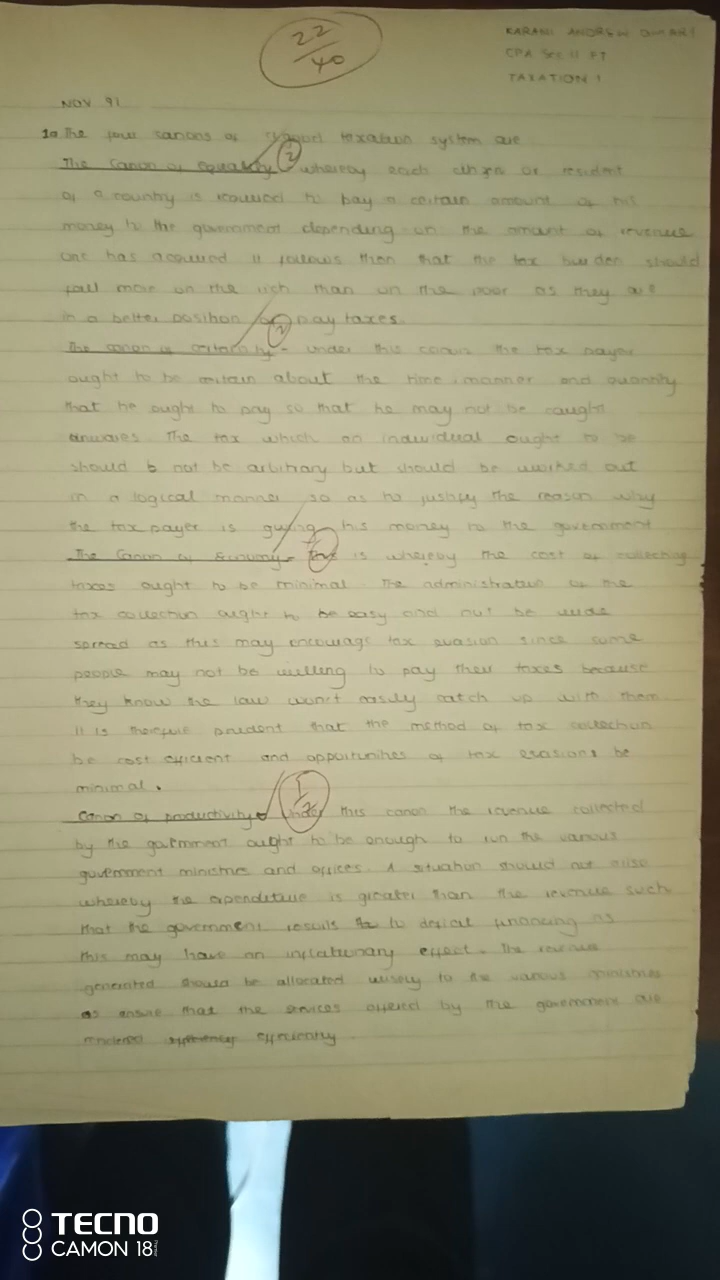 22
40
KARANI ANDREW OMARI
CPA Sec II FT
TAXATION 1
NOV 91
1a The four canons of a good taxation system are
The Canon of Equality 2 whereby each citizen or resident
of a country is required to pay a certain amount of his
money to the government depending on the amount of revenue
one has acquired It follows then that the tax burden should
fall more on the rich than on the poor as they are
in a better position to pay taxes.
2
The canon of certainty - Under this canon the tax payer
ought to be certain about the time, manner and quantity
that he ought to pay so that he may not be caught
unawares The tax which an individual ought to be
should b not be arbitrary but should be worked out
in a logical manner so as to justify the reason why
the tax payer is giving his money to the government
The Canon of Economy - This is whereby the cost of collecting
taxes ought to be minimal The administration of the
tax collection ought to be easy and not be wide
spread as this may encourage tax evasion since some
people may not be willing to pay their taxes because
they know the law won't easily catch up with them
It is therefore prudent that the method of tax collection
be cost efficient and opportunities of tax evasions be
minimal.
Canon of productivity Under this canon the revenue collected
by the government ought to be enough to run the various
government ministries and offices. A situation should not arise
whereby the expenditure is greater than the revenue such
that the government resorts to deficit financing as
this may have an inflationary effect. The revenue
generated should be allocated wisely to the various ministries
as ensure that the services offered by the government are
rendered efficiently
TECNO
CAMON 18 Premier